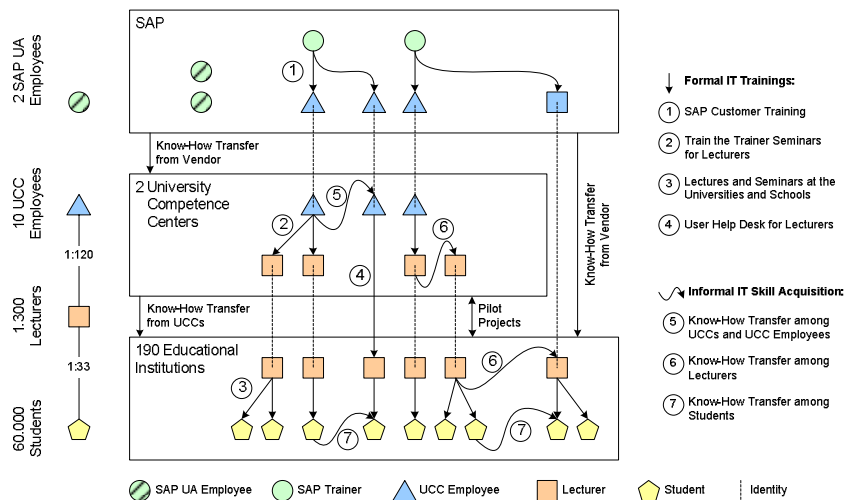 2 SAP UA
Employees
10 UCC
Employees
1.300
Lecturers
60.000
Students
1:120
1:33
SAP
1
Know-How Transfer
from Vendor
2 University
Competence
Centers
2
5
6
4
Know-How Transfer
from Vendor
Know-How Transfer
from UCCs
Pilot
Projects
190 Educational
Institutions
3
6
7
7
Formal IT Trainings:
1 SAP Customer Training
2 Train the Trainer Seminars
for Lecturers
3 Lectures and Seminars at the
Universities and Schools
4 User Help Desk for Lecturers
Informal IT Skill Acquisition:
5 Know-How Transfer among
UCCs and UCC Employees
6 Know-How Transfer among
Lecturers
7 Know-How Transfer among
Students
SAP UA Employee
SAP Trainer
UCC Employee
Lecturer
Student
Identity